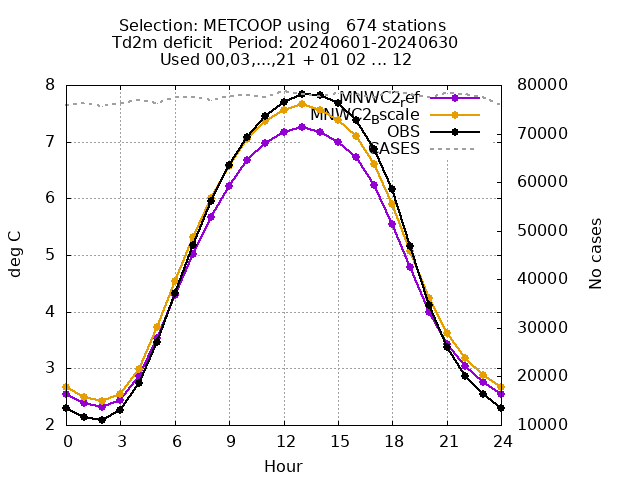 Selection: METCOOP using   674 stations
Td2m deficit   Period: 20240601-20240630
Used 00,03,...,21 + 01 02 ... 12
8
7
6
5
4
3
2
deg C
80000
70000
60000
50000
40000
30000
20000
10000
No cases
MNWC2ref
MNWC2Bscale
OBS
CASES
0 3 6 9 12 15 18 21 24
Hour